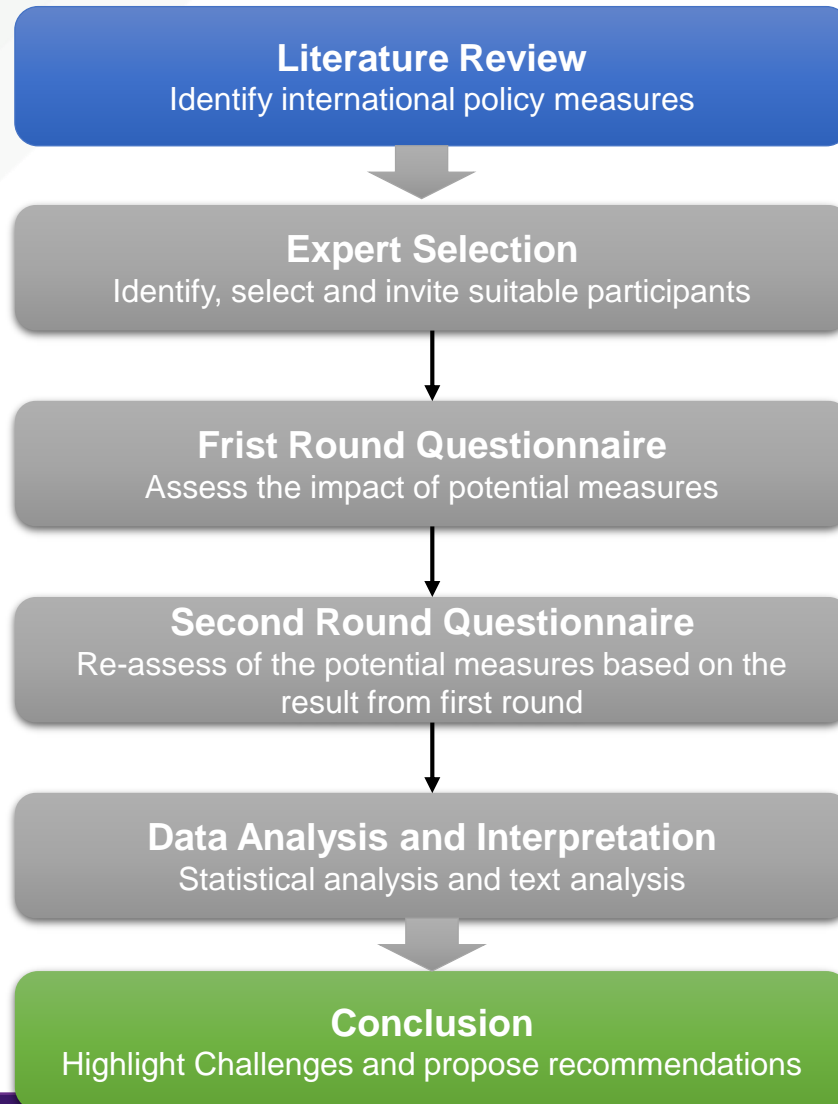 Literature Review
Identify international policy measures
Expert Selection
Identify, select and invite suitable participants
Frist Round Questionnaire
Assess the impact of potential measures
Second Round Questionnaire
Re-assess of the potential measures based on the
result from first round
Data Analysis and Interpretation
Statistical analysis and text analysis
Conclusion
Highlight Challenges and propose recommendations